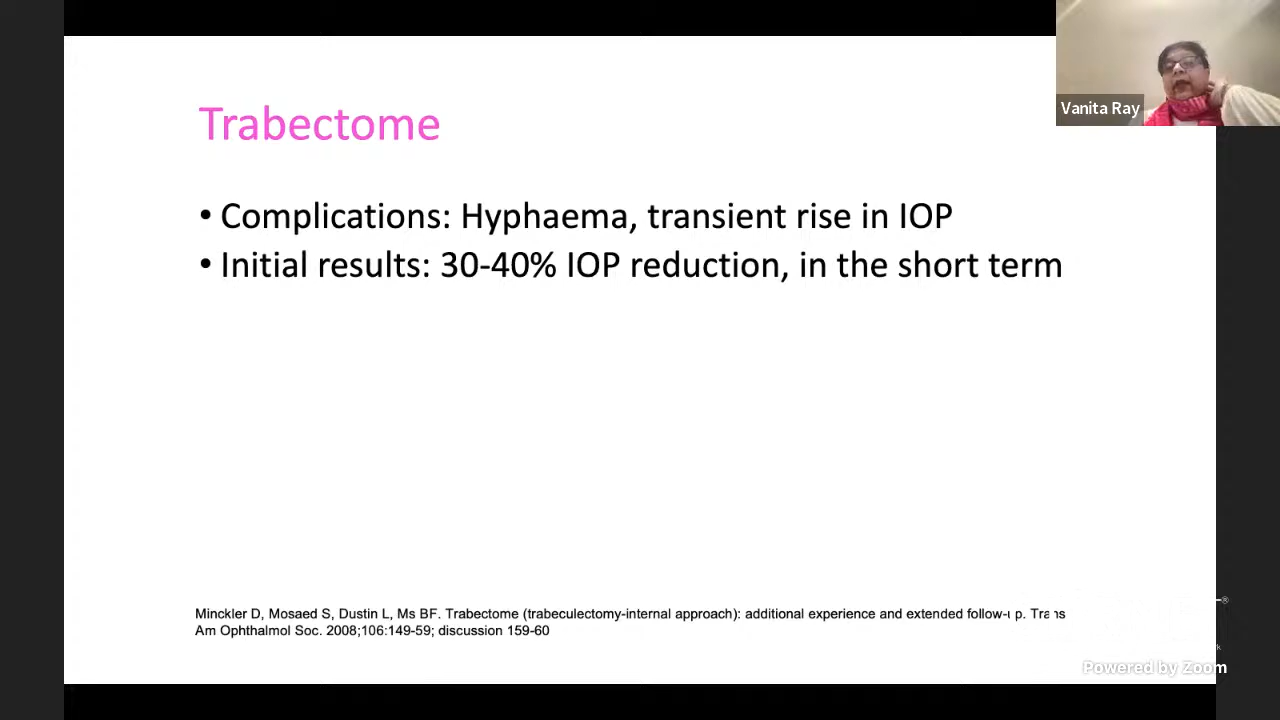 Trabectome
Vanita Ray
• Complications: Hyphaema, transient rise in IOP
• Initial results: 30-40% IOP reduction, in the short term
Minckler D, Mosaed S, Dustin L, Ms BF. Trabectome (trabeculectomy-internal approach): additional experience and extended follow-up. Trans
Am Ophthalmol Soc. 2008;106:149-59; discussion 159-60
®
k
Powered by Zoom